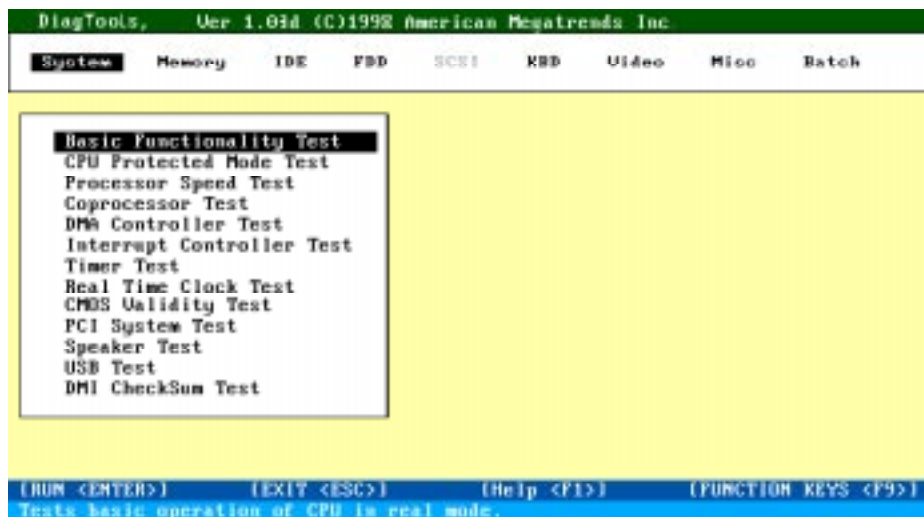 DiagTools, Ver 1.03d (C)1998 American Megatrends Inc.
System Memory IDE FDD SCSI KBD Video Misc Batch
Basic Functionality Test
CPU Protected Mode Test
Processor Speed Test
Coprocessor Test
DMA Controller Test
Interrupt Controller Test
Timer Test
Real Time Clock Test
CMOS Validity Test
PCI System Test
Speaker Test
USB Test
DMI CheckSum Test
[RUN <ENTER>] [EXIT <ESC>] [Help <F1>] [FUNCTION KEYS <F9>]
Tests basic operation of CPU in real mode.